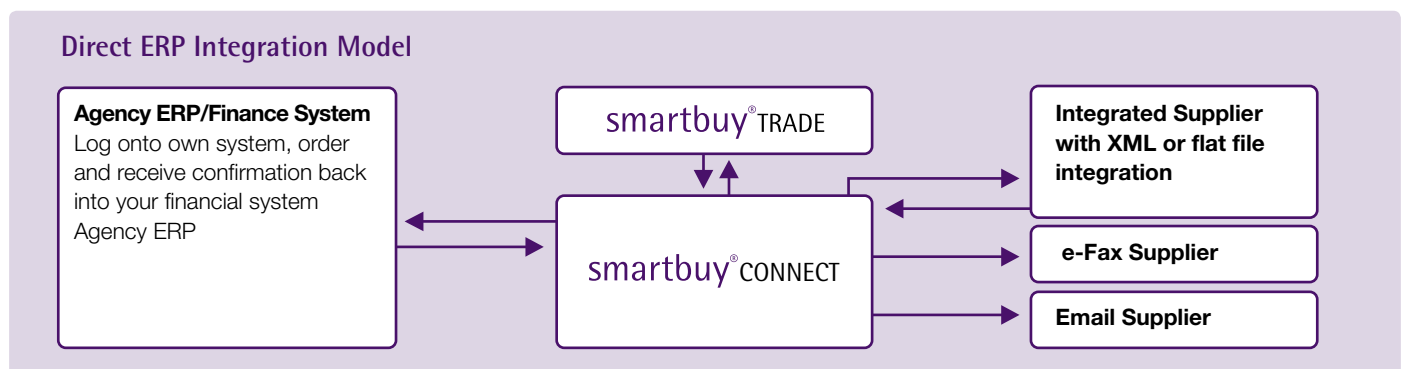 Direct ERP Integration Model
Agency ERP/Finance System
Log onto own system, order
and receive confirmation back
into your financial system
Agency ERP
smartbuy® TRADE
smartbuy® CONNECT
Integrated Supplier
with XML or flat file
integration
e-Fax Supplier
Email Supplier